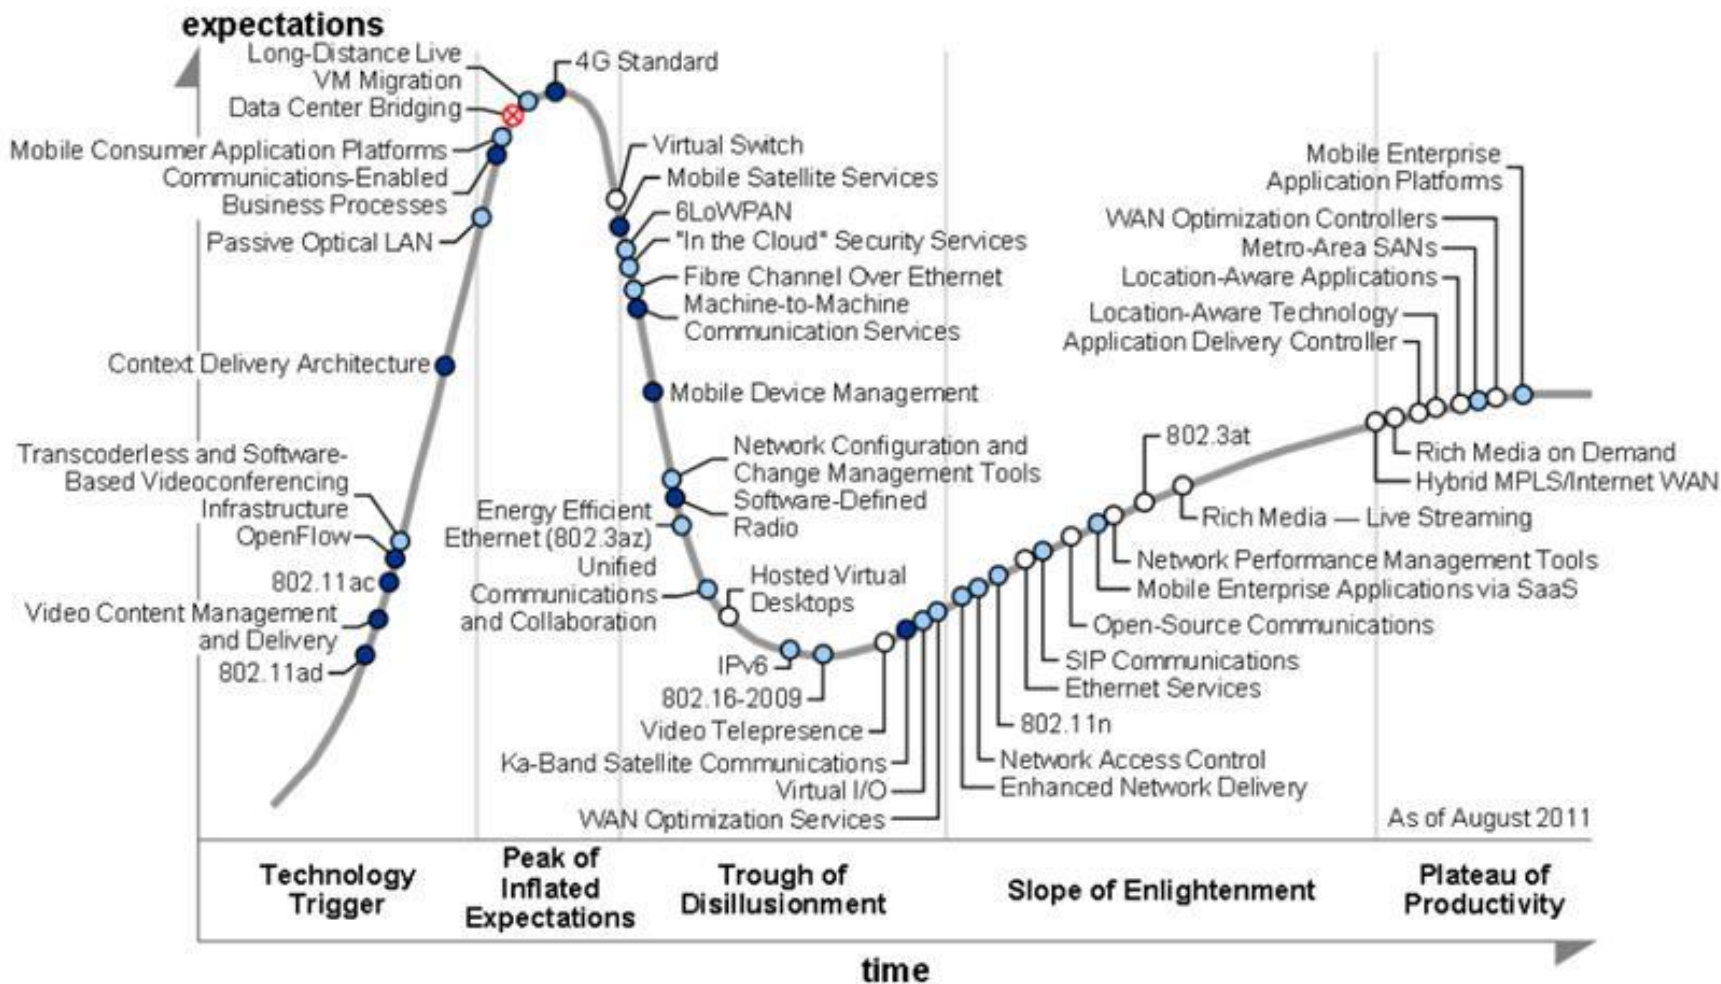 expectations
Long-Distance Live
VM Migration
Data Center Bridging
Mobile Consumer Application Platforms
Communications-Enabled
Business Processes
Passive Optical LAN
Context Delivery Architecture
Transcoderless and Software-
Based Videoconferencing
Infrastructure
OpenFlow
802.11ac
Video Content Management
and Delivery
802.11ad
4G Standard
Virtual Switch
Mobile Satellite Services
6LoWPAN
"In the Cloud" Security Services
Fibre Channel Over Ethernet
Machine-to-Machine
Communication Services
Mobile Device Management
Network Configuration and
Change Management Tools
Software-Defined
Radio
Energy Efficient
Ethernet (802.3az)
Unified
Communications
and Collaboration
Hosted Virtual
Desktops
IPv6
802.16-2009
Video Telepresence
Ka-Band Satellite Communications
Virtual I/O
WAN Optimization Services
Mobile Enterprise
Application Platforms
WAN Optimization Controllers
Metro-Area SANs
Location-Aware Applications
Location-Aware Technology
Application Delivery Controller
802.3at
Rich Media on Demand
Hybrid MPLS/Internet WAN
Rich Media — Live Streaming
Network Performance Management Tools
Mobile Enterprise Applications via SaaS
Open-Source Communications
SIP Communications
Ethernet Services
802.11n
Network Access Control
Enhanced Network Delivery
As of August 2011
Technology
Trigger
Peak of
Inflated
Expectations
Trough of
Disillusionment
Slope of Enlightenment
Plateau of
Productivity
time